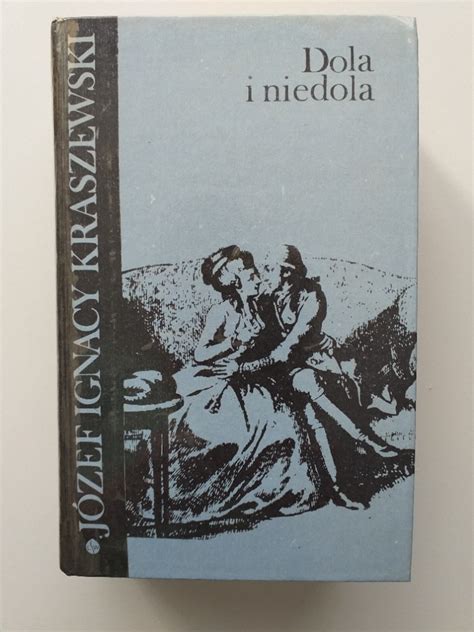 Dola
i niedola
JÓZEF IGNACY KRASZEWSKI